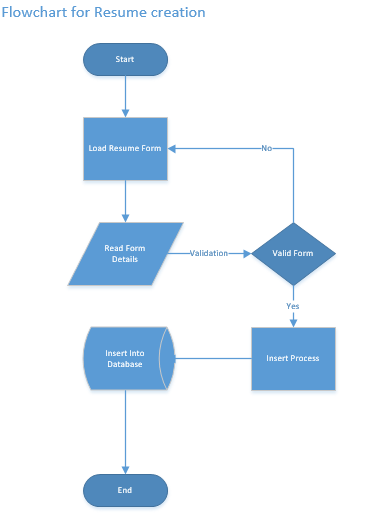 Flowchart for Resume creation
Start
Load Resume Form
No
Read Form
Details
Validation
Valid Form
Yes
Insert Into
Database
Insert Process
End